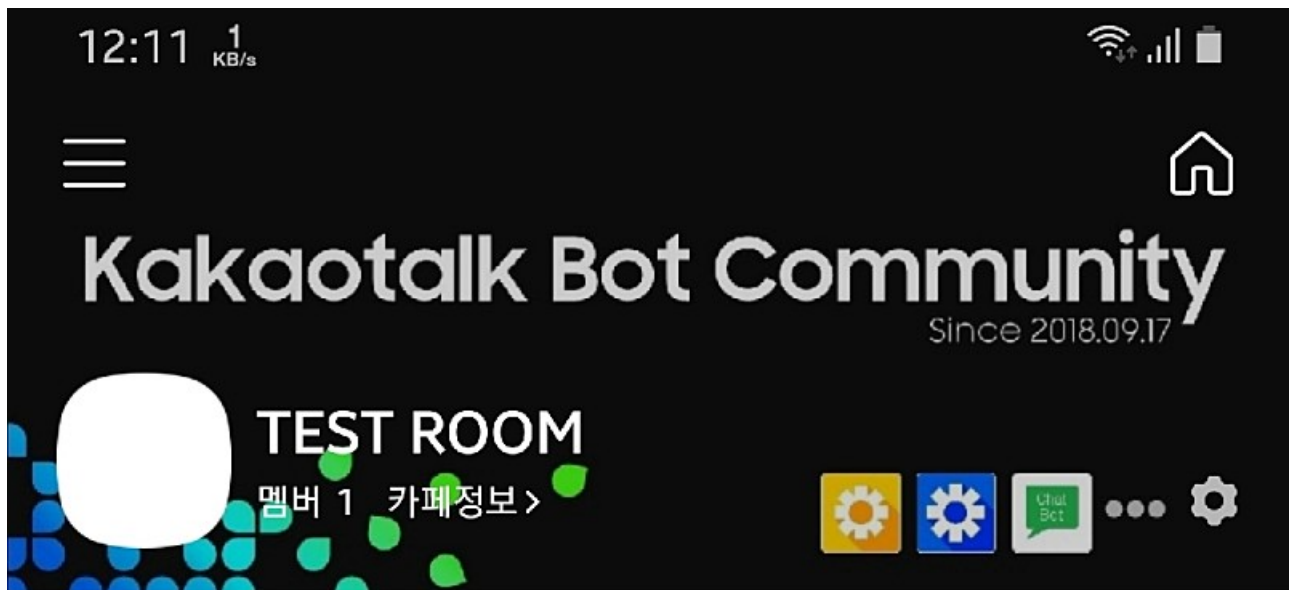 12:11 1 KB/s
Kakaotalk Bot Community
Since 2018.09.17
TEST ROOM
멤버 1 카페정보 >
Chat
Bot